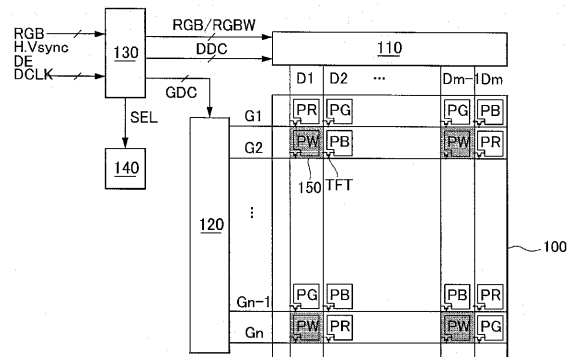 RGB/RGBW
RGB
H.Vsync
DE
DCLK
130
DDC
110
GDC
D1 D2 ... Dm-1 Dm
SEL
G1 PR PG PG PB
G2 PW PB PW PR
140
150 TFT
120
100
Gn-1 PG PB PB PR
Gn PW PR PW PG